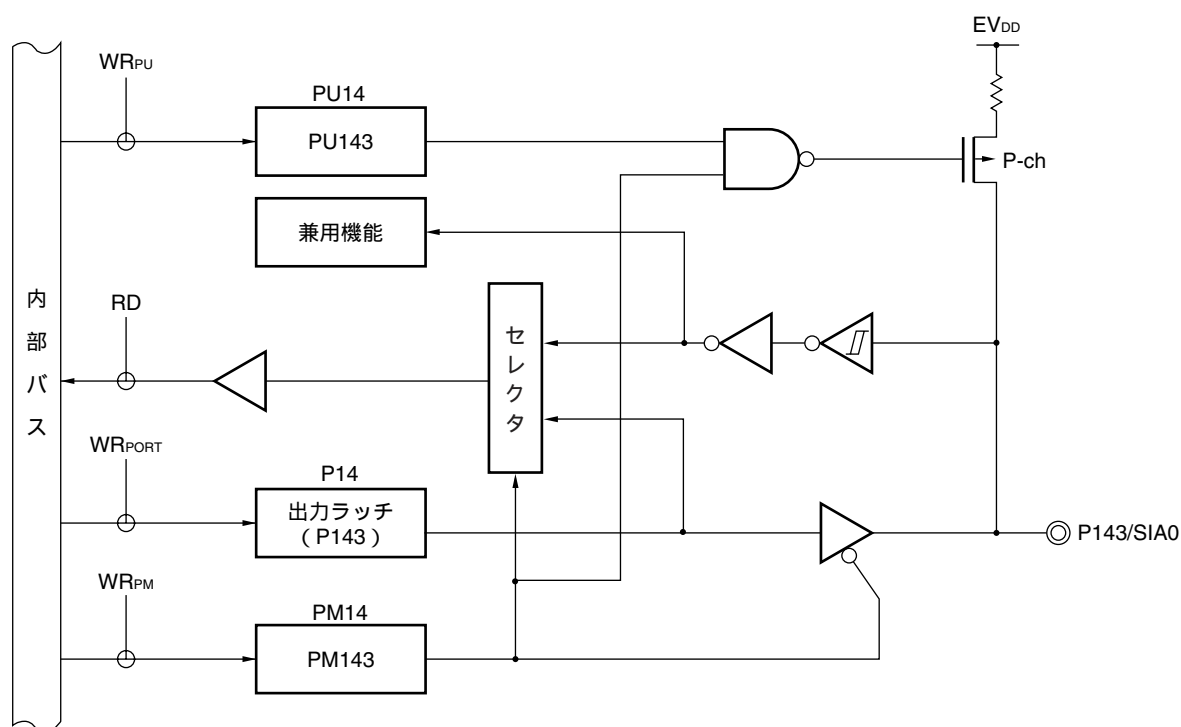 EVDD
WRPU
PU14
PU143
P-ch
兼用機能
内部バス
RD
セレクタ
WRPORT
P14
出力ラッチ
（P143）
P143/SIA0
WRPM
PM14
PM143